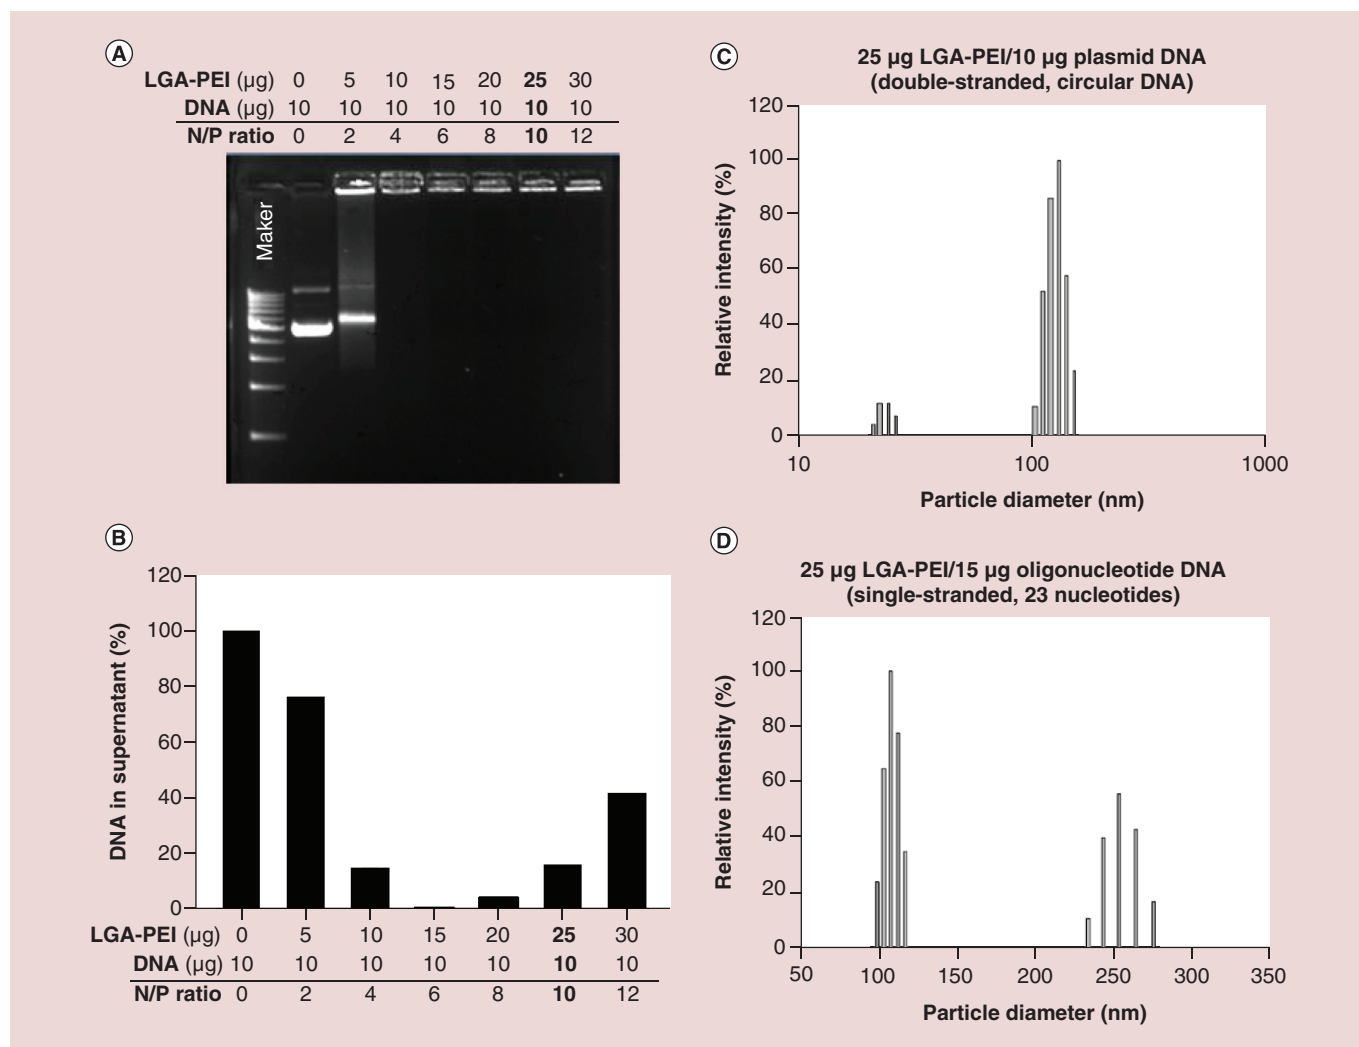 A
LGA-PEI (µg) 0 5 10 15 20 25 30
DNA (µg) 10 10 10 10 10 10 10
N/P ratio 0 2 4 6 8 10 12
Maker
B
120
100
80
60
40
20
0
DNA in supernatant (%)
LGA-PEI (µg) 0 5 10 15 20 25 30
DNA (µg) 10 10 10 10 10 10 10
N/P ratio 0 2 4 6 8 10 12
C
25 µg LGA-PEI/10 µg plasmid DNA
(double-stranded, circular DNA)
120
100
80
60
40
20
0
Relative intensity (%)
10 100 1000
Particle diameter (nm)
D
25 µg LGA-PEI/15 µg oligonucleotide DNA
(single-stranded, 23 nucleotides)
120
100
80
60
40
20
0
Relative intensity (%)
50 100 150 200 250 300 350
Particle diameter (nm)